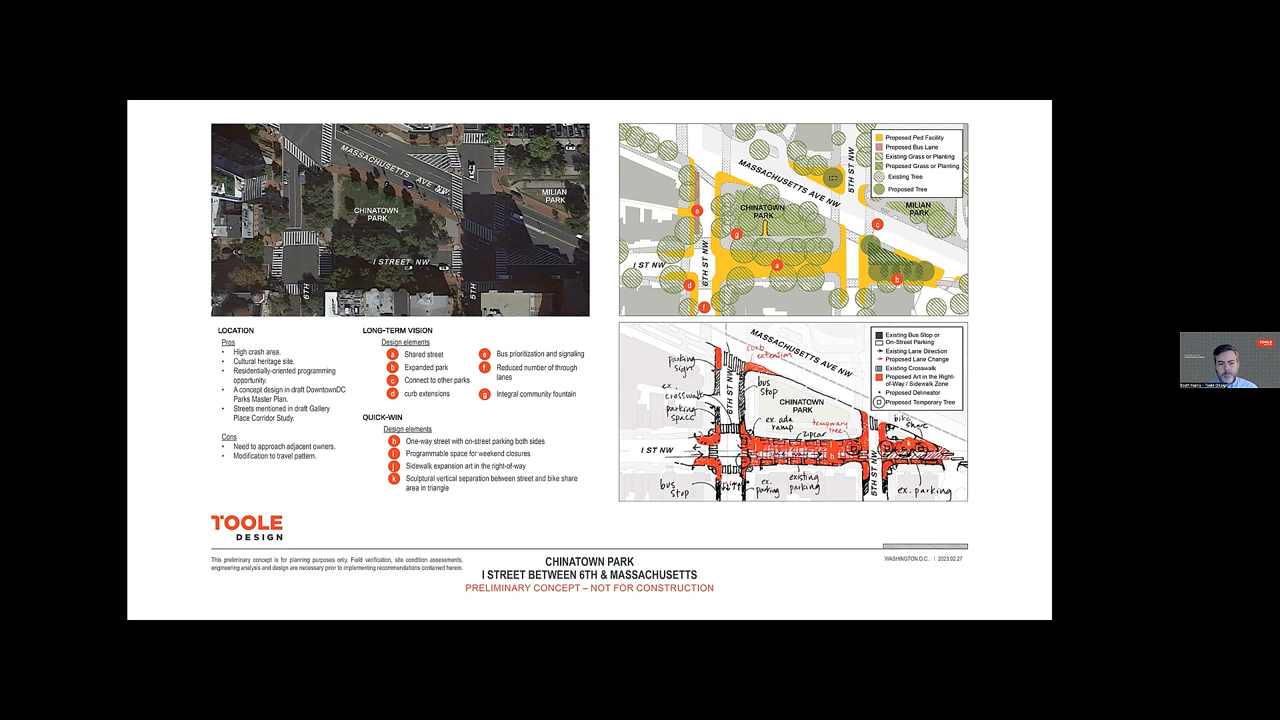 MASSACHUSETTS AVE NW
CHINATOWN
PARK
MILIAN
PARK
I STREET NW
6TH
5TH
MASSACHUSETTS AVE NW
5TH ST NW
CHINATOWN
PARK
MILIAN
PARK
I ST NW
6TH ST NW
a
b
c
d
e
f
g
Proposed Ped Facility
Proposed Bus Lane
Existing Grass or Planting
Proposed Grass or Planting
Existing Tree
Proposed Tree
LOCATION
Pros
• High crash area.
• Cultural heritage site.
• Residentially-oriented programming
opportunity.
• A concept design in draft DowntownDC
Parks Master Plan.
• Streets mentioned in draft Gallery
Place Corridor Study.
Cons
• Need to approach adjacent owners.
• Modification to travel pattern.
LONG-TERM VISION
Design elements
a Shared street
b Expanded park
c Connect to other parks
d curb extensions
e Bus prioritization and signaling
f Reduced number of through
lanes
g Integral community fountain
QUICK-WIN
Design elements
h One-way street with on-street parking both sides
i Programmable space for weekend closures
j Sidewalk expansion art in the right-of-way
k Sculptural vertical separation between street and bike share
area in triangle
MASSACHUSETTS AVE NW
curb
extension
parking
sign
6TH ST NW
bus
stop
CHINATOWN
PARK
ex.
crosswalk
parking
space
ex ada
ramp
temporary
tree
zipcar
bike
share
I ST NW
h
k
5TH ST NW
bus
stop
ex.
parking
existing
parking
ex. parking
Existing Bus Stop or
On-Street Parking
Existing Lane Direction
Proposed Lane Change
Existing Crosswalk
Proposed Art in the Right-
of-Way / Sidewalk Zone
Proposed Delineator
Proposed Temporary Tree
TOOLE
DESIGN
This preliminary concept is for planning purposes only. Field verification, site condition assessments,
engineering analysis and design are necessary prior to implementing recommendations contained herein.
CHINATOWN PARK
I STREET BETWEEN 6TH & MASSACHUSETTS
PRELIMINARY CONCEPT – NOT FOR CONSTRUCTION
WASHINGTON D.C. | 2023.02.27
TOOLE